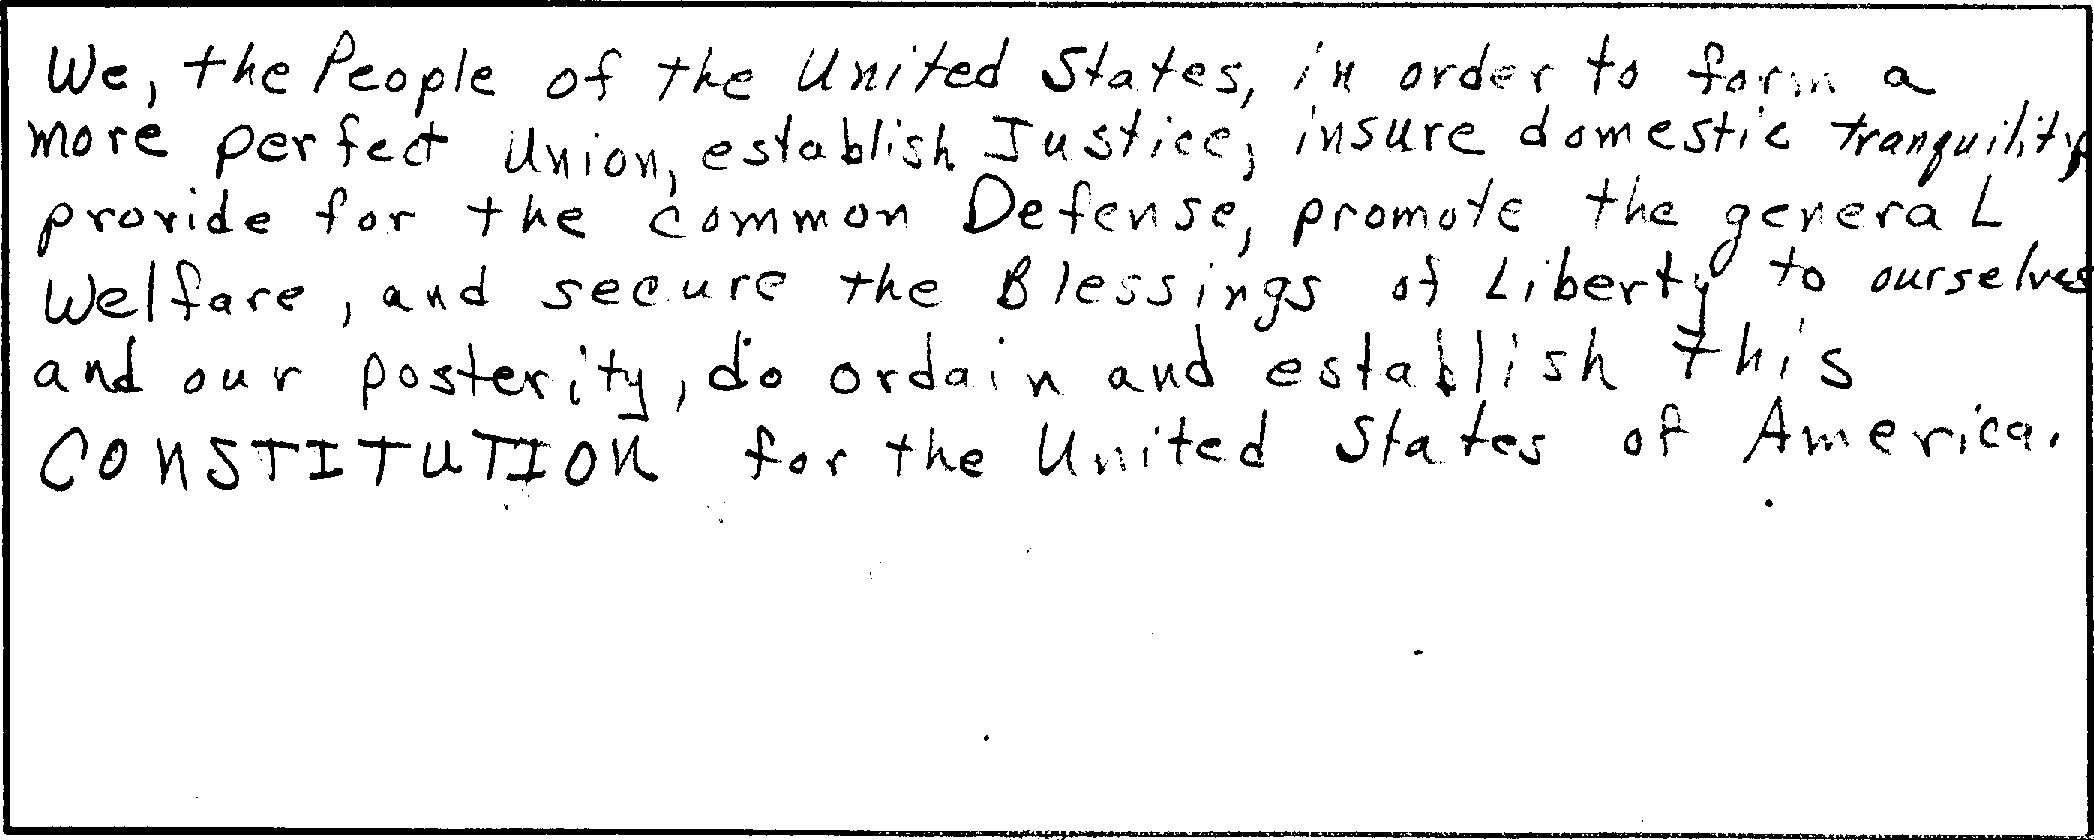 We, the People of the United States, in order to form a
more perfect Union, establish Justice, insure domestic tranquility,
provide for the common Defense, promote the general
Welfare, and secure the Blessings of Liberty to ourselves
and our posterity, do ordain and establish this
CONSTITUTION for the United States of America.